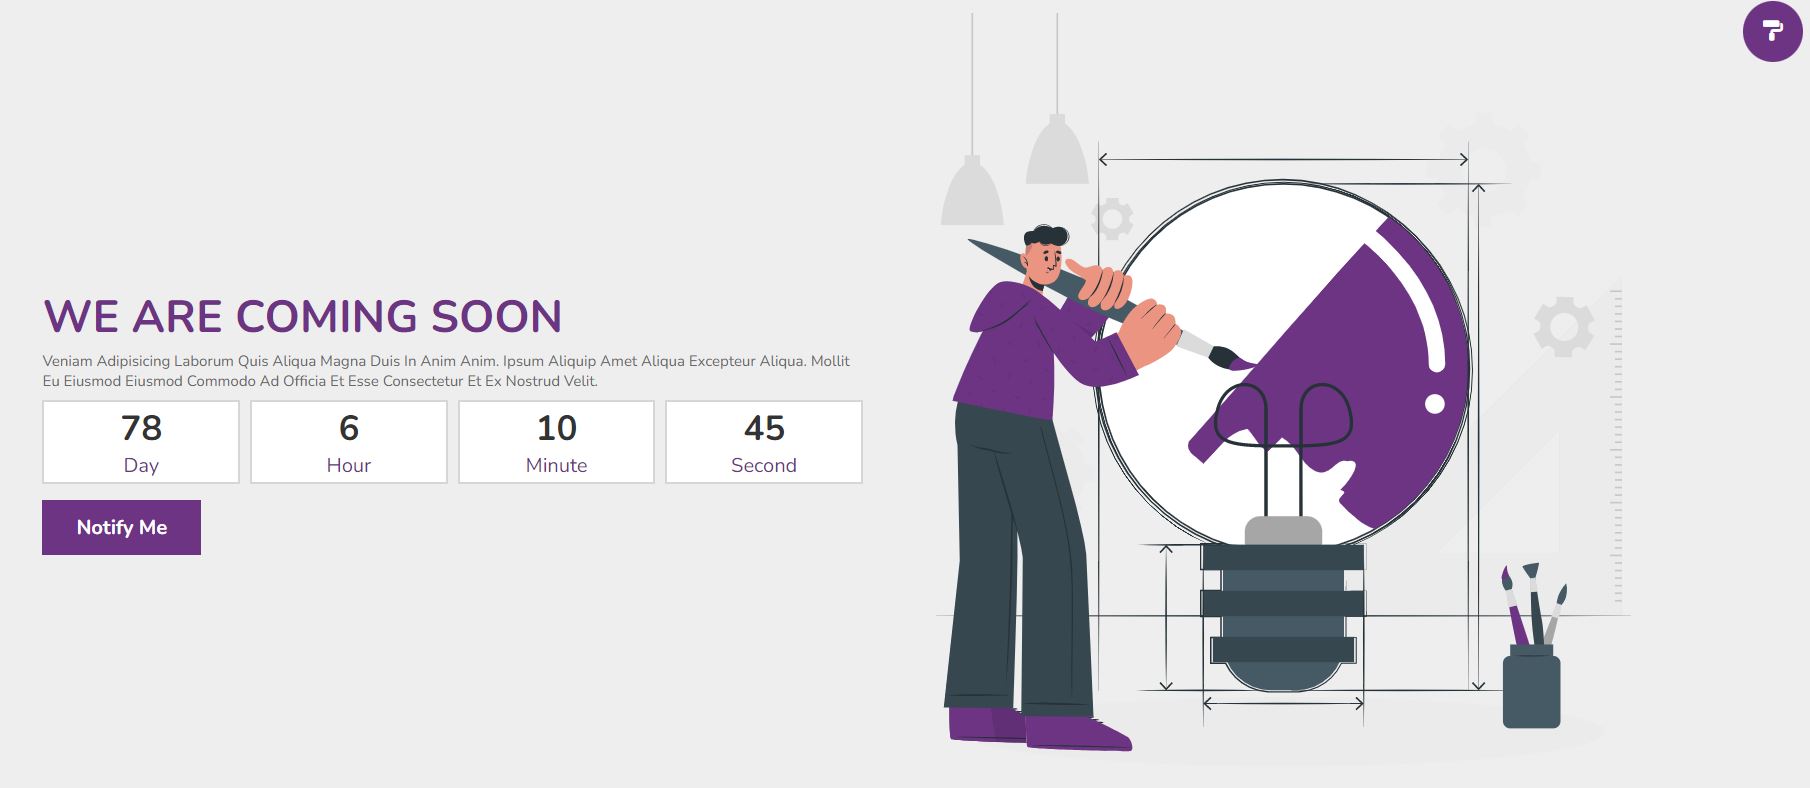 WE ARE COMING SOON
Veniam Adipisicing Laborum Quis Aliqua Magna Duis In Anim Anim. Ipsum Aliquip Amet Aliqua Excepteur Aliqua. Mollit
Eu Eiusmod Eiusmod Commodo Ad Officia Et Esse Consectetur Et Ex Nostrud Velit.
78 6 10 45
Day Hour Minute Second
Notify Me